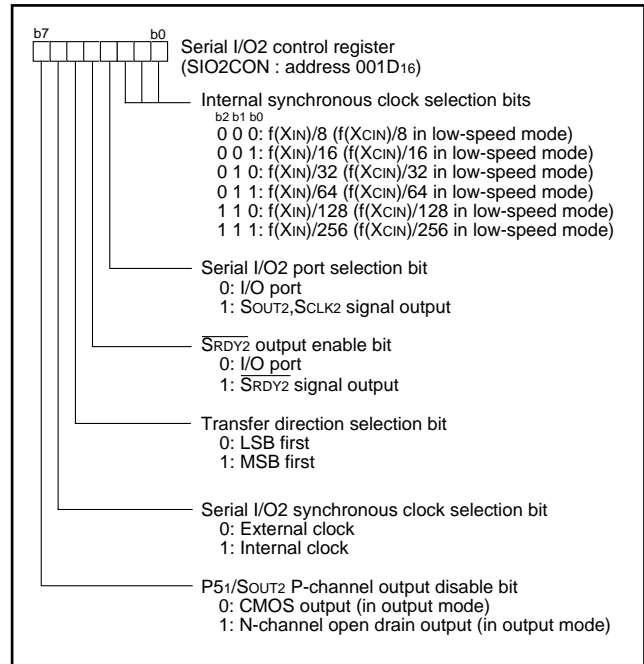 b7
b0
Serial I/O2 control register
(SIO2CON : address 001D16)
Internal synchronous clock selection bits
b2 b1 b0
0 0 0: f(XIN)/8 (f(XCIN)/8 in low-speed mode)
0 0 1: f(XIN)/16 (f(XCIN)/16 in low-speed mode)
0 1 0: f(XIN)/32 (f(XCIN)/32 in low-speed mode)
0 1 1: f(XIN)/64 (f(XCIN)/64 in low-speed mode)
1 1 0: f(XIN)/128 (f(XCIN)/128 in low-speed mode)
1 1 1: f(XIN)/256 (f(XCIN)/256 in low-speed mode)
Serial I/O2 port selection bit
0: I/O port
1: SOUT2,SCLK2 signal output
SRDY2 output enable bit
0: I/O port
1: SRDY2 signal output
Transfer direction selection bit
0: LSB first
1: MSB first
Serial I/O2 synchronous clock selection bit
0: External clock
1: Internal clock
P51/SOUT2 P-channel output disable bit
0: CMOS output (in output mode)
1: N-channel open drain output (in output mode)